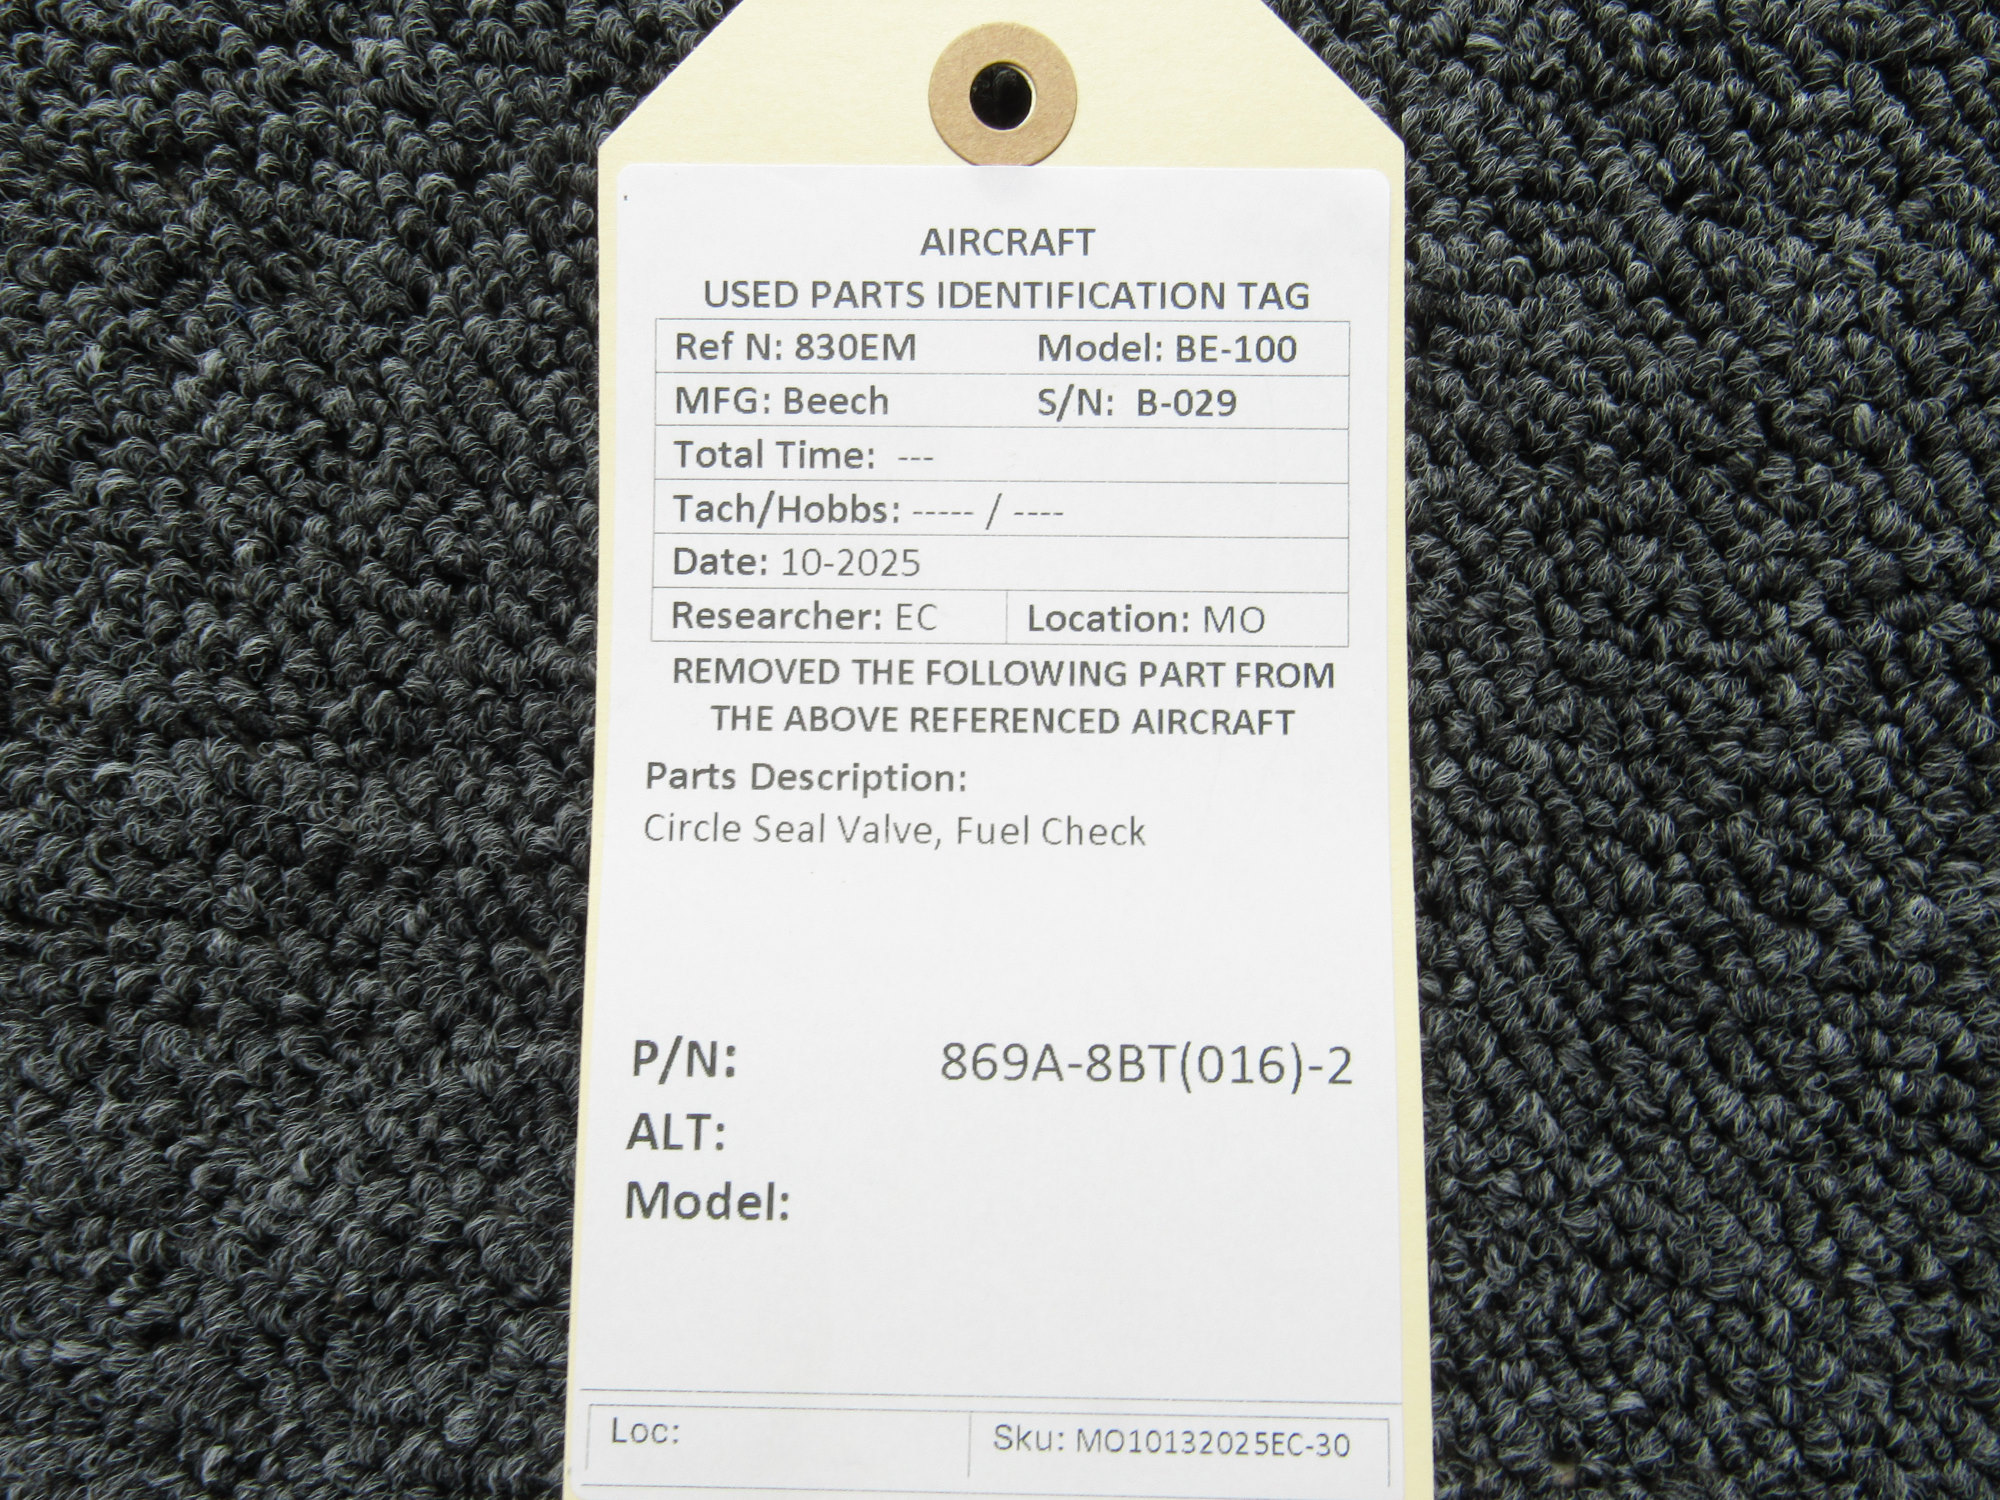 AIRCRAFT
USED PARTS IDENTIFICATION TAG
Ref N: 830EM Model: BE-100
MFG: Beech S/N: B-029
Total Time: ---
Tach/Hobbs: ----- / ----
Date: 10-2025
Researcher: EC Location: MO
REMOVED THE FOLLOWING PART FROM
THE ABOVE REFERENCED AIRCRAFT
Parts Description:
Circle Seal Valve, Fuel Check
P/N: 869A-8BT(016)-2
ALT:
Model:
Loc: Sku: MO10132025EC-30